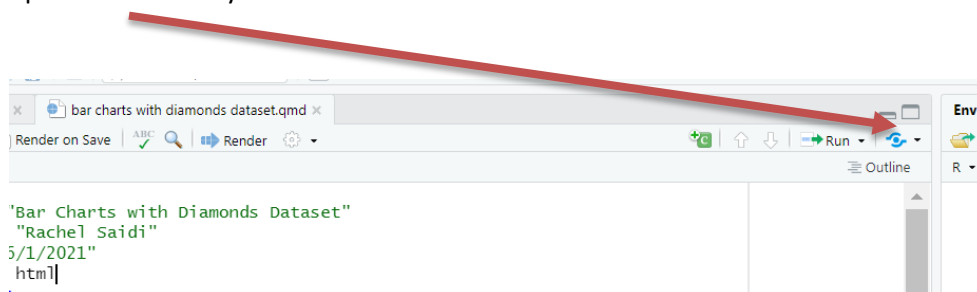 bar charts with diamonds dataset.qmd
Env
Render on Save ABC Render Run
Outline R
"Bar Charts with Diamonds Dataset"
"Rachel Saidi"
/1/2021"
html